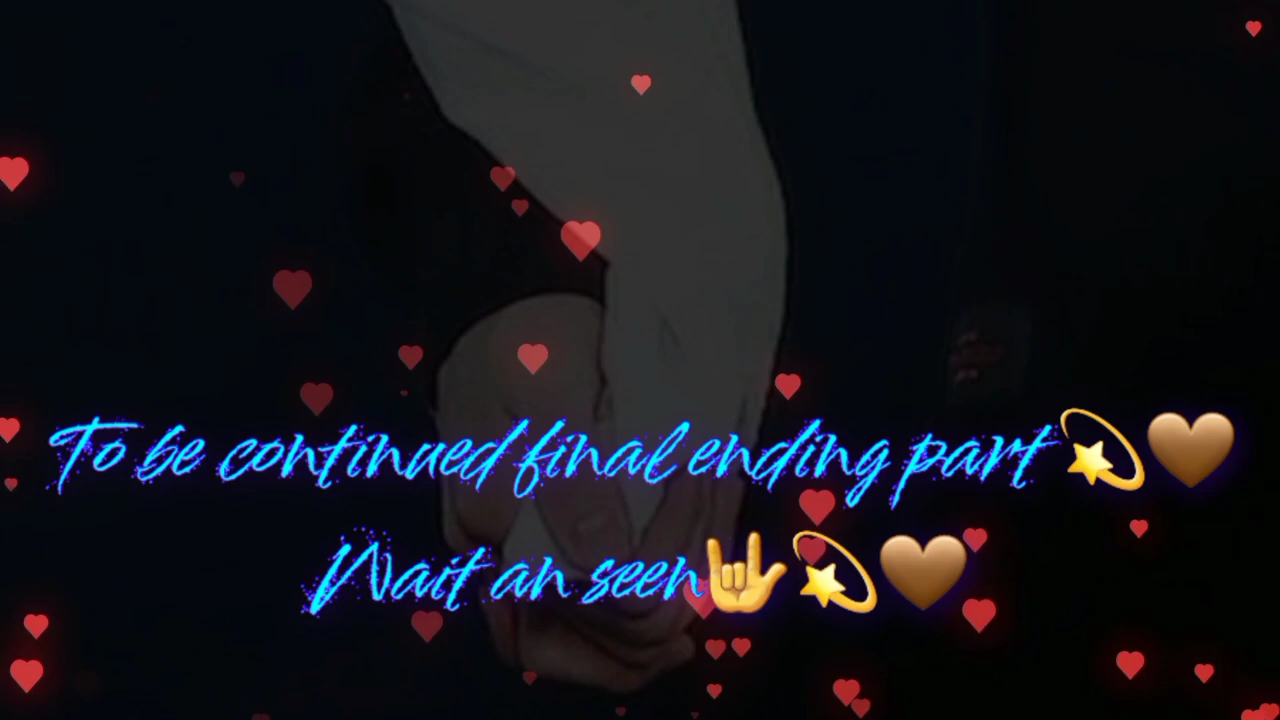 To be continued final ending part 💫🤎
Wait an seen🤟💫🤎